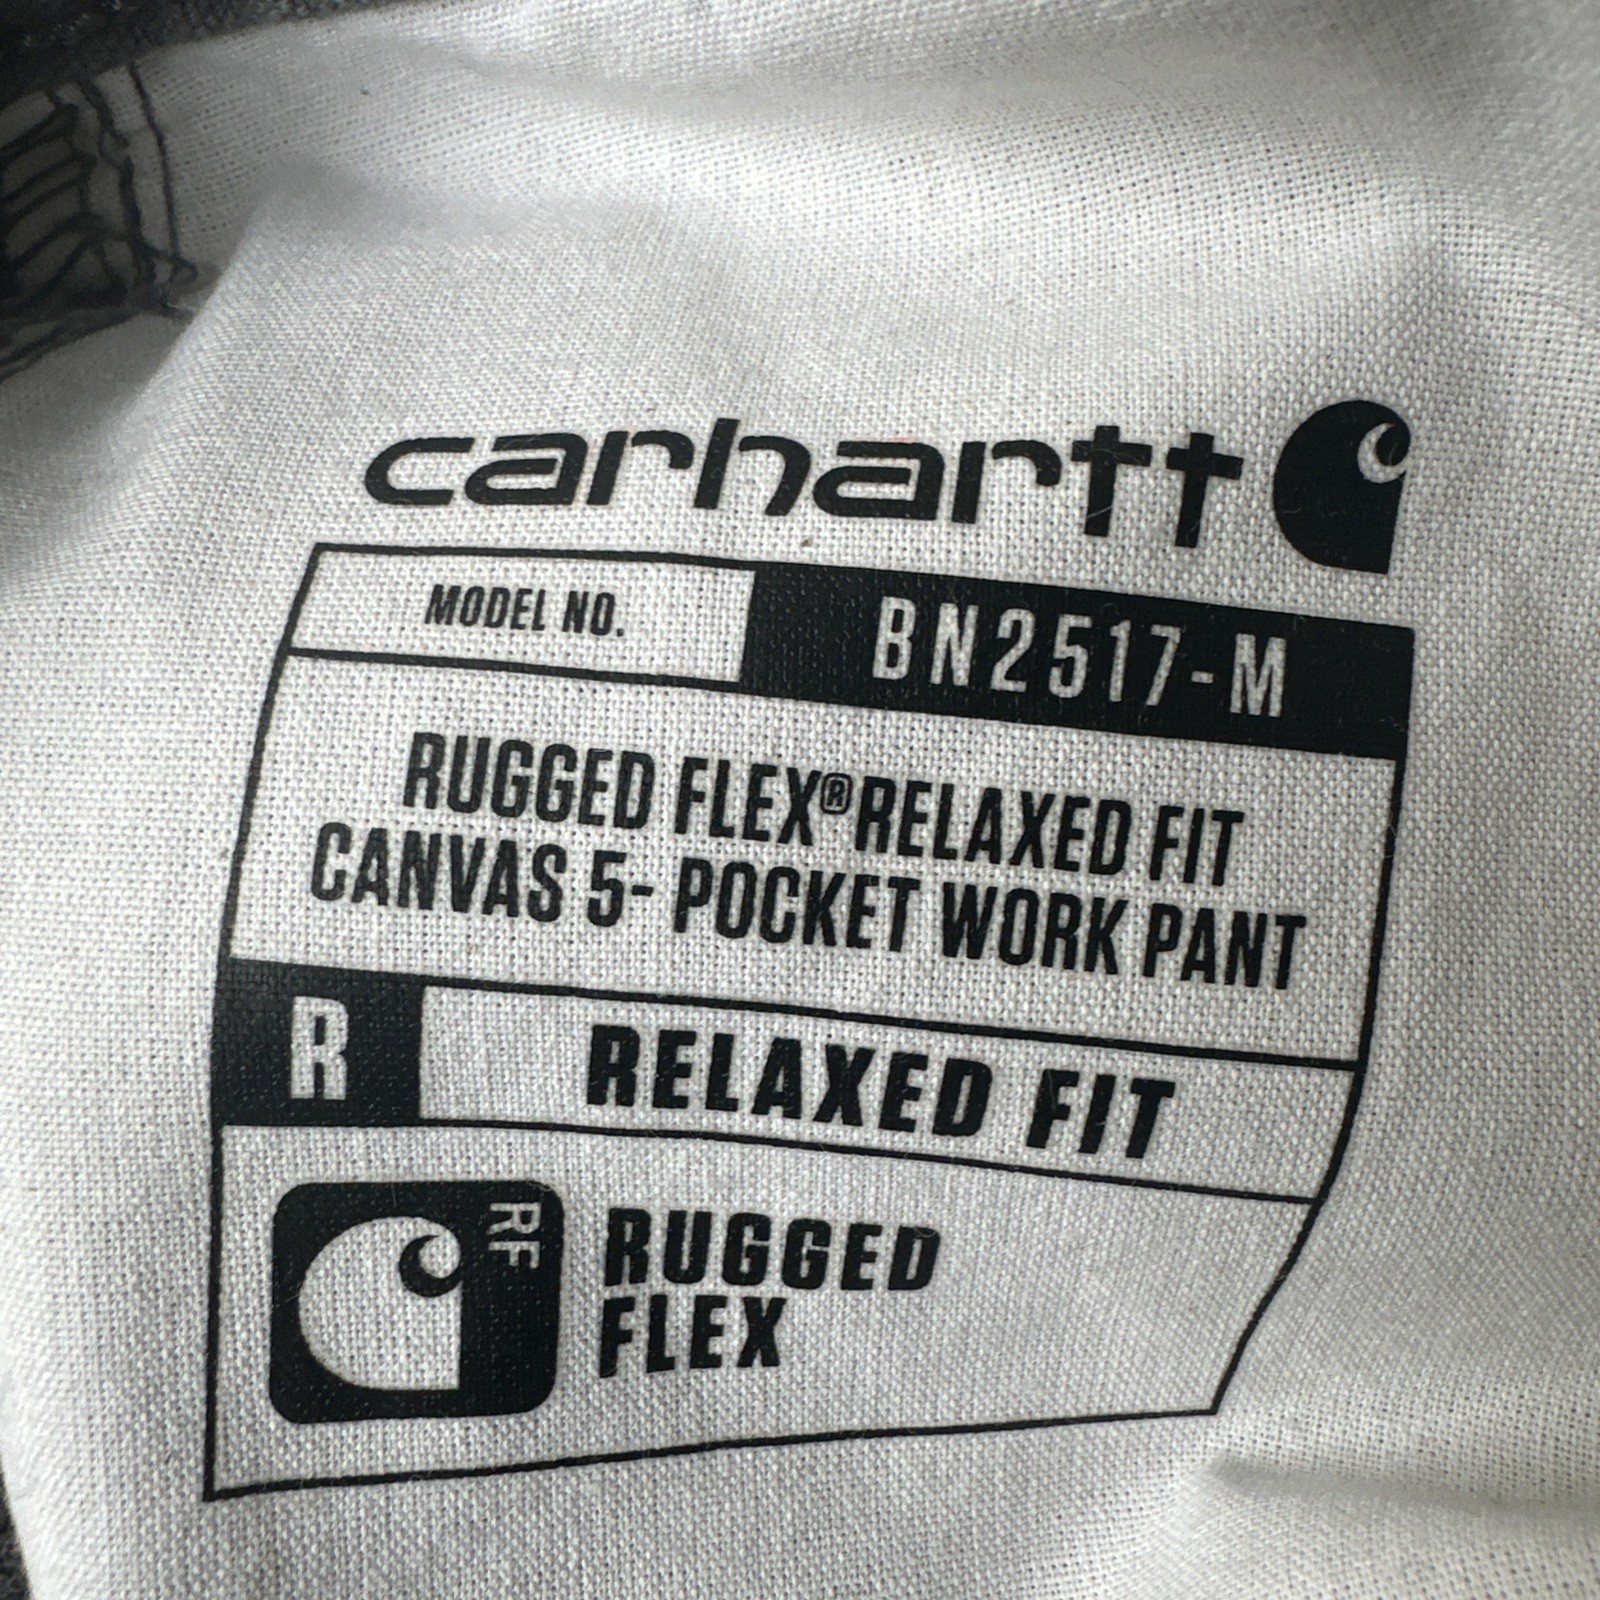 carhartt
MODEL NO. BN2517-M
RUGGED FLEX® RELAXED FIT
CANVAS 5- POCKET WORK PANT
R RELAXED FIT
RF
RUGGED
FLEX